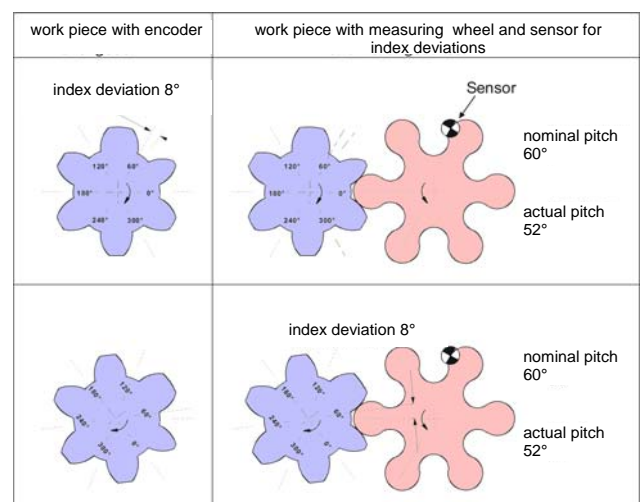 work piece with encoder
work piece with measuring wheel and sensor for
index deviations
index deviation 8°
120° 60°
180° 0°
240° 300°
Sensor
120° 60°
180° 0°
240° 300°
nominal pitch
60°
actual pitch
52°
180° 120°
240° 60°
300° 0°
index deviation 8°
180° 120°
240° 60°
300° 0°
nominal pitch
60°
actual pitch
52°